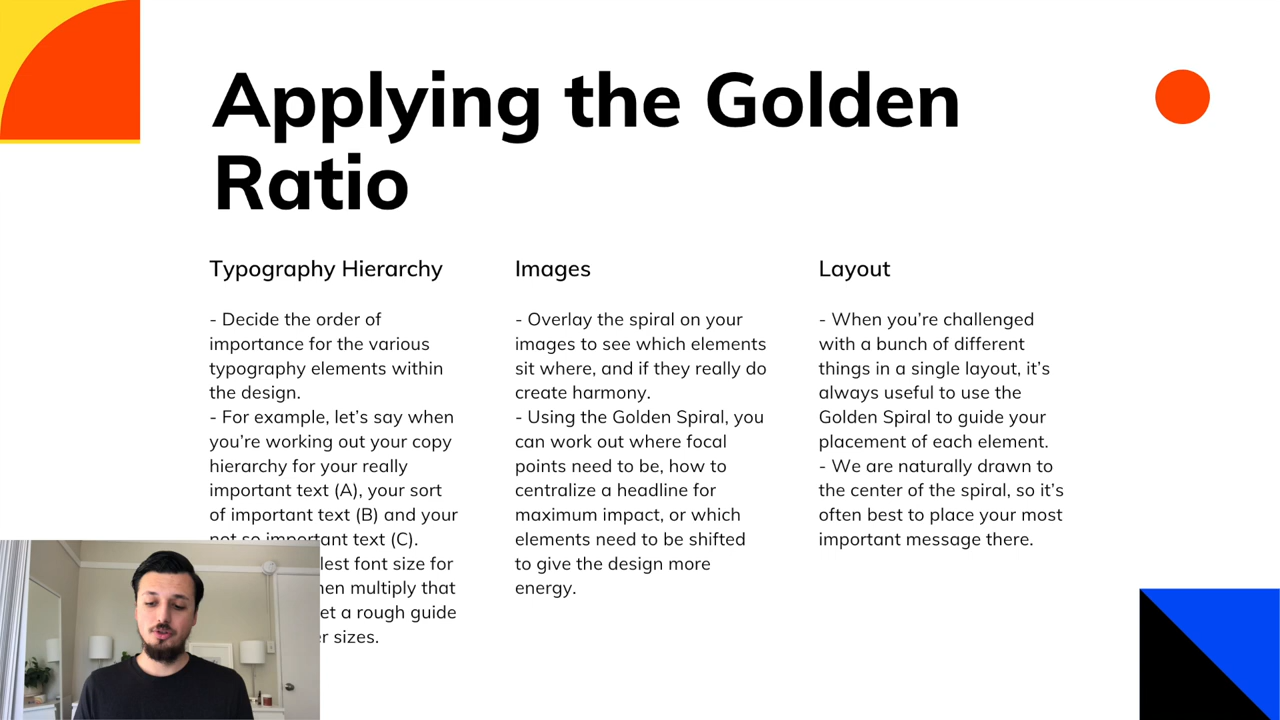 Applying the Golden
Ratio
Typography Hierarchy
- Decide the order of
importance for the various
typography elements within
the design.
- For example, let’s say when
you’re working out your copy
hierarchy for your really
important text (A), your sort
of important text (B) and your
not so important text (C).
font size for
multiply that
a rough guide
sizes.
Images
- Overlay the spiral on your
images to see which elements
sit where, and if they really do
create harmony.
- Using the Golden Spiral, you
can work out where focal
points need to be, how to
centralize a headline for
maximum impact, or which
elements need to be shifted
to give the design more
energy.
Layout
- When you’re challenged
with a bunch of different
things in a single layout, it’s
always useful to use the
Golden Spiral to guide your
placement of each element.
- We are naturally drawn to
the center of the spiral, so it’s
often best to place your most
important message there.